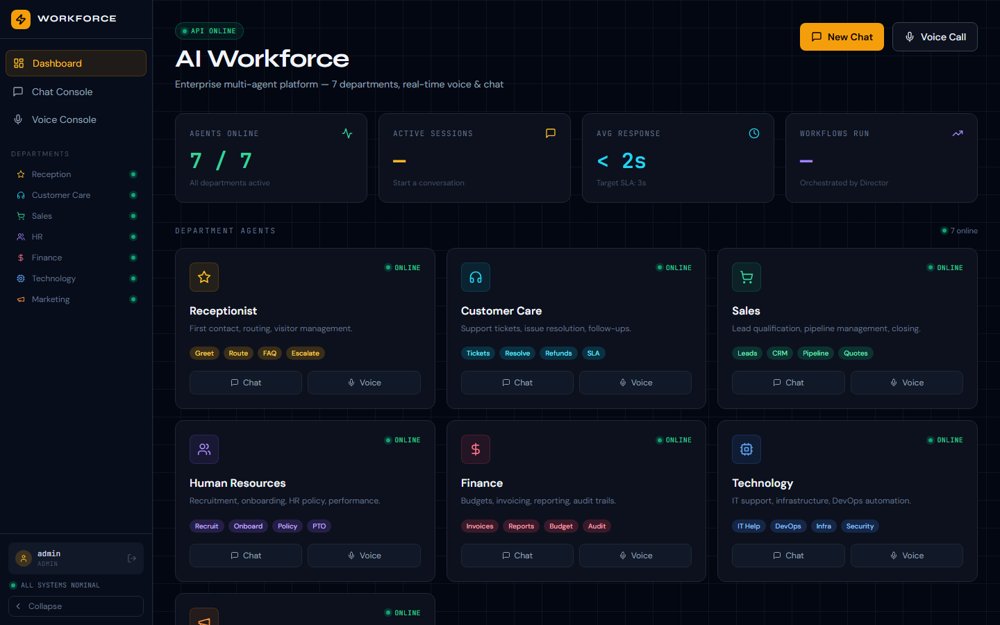 WORKFORCE
Dashboard
Chat Console
Voice Console
DEPARTMENTS
Reception
Customer Care
Sales
HR
Finance
Technology
Marketing
admin
ADMIN
ALL SYSTEMS NOMINAL
Collapse
API ONLINE
AI Workforce
Enterprise multi-agent platform — 7 departments, real-time voice & chat
New Chat
Voice Call
AGENTS ONLINE
7 / 7
All departments active
ACTIVE SESSIONS
—
Start a conversation
AVG RESPONSE
< 2s
Target SLA: 3s
WORKFLOWS RUN
—
Orchestrated by Director
DEPARTMENT AGENTS
7 online
ONLINE
Receptionist
First contact, routing, visitor management.
Greet Route FAQ Escalate
Chat Voice
ONLINE
Customer Care
Support tickets, issue resolution, follow-ups.
Tickets Resolve Refunds SLA
Chat Voice
ONLINE
Sales
Lead qualification, pipeline management, closing.
Leads CRM Pipeline Quotes
Chat Voice
ONLINE
Human Resources
Recruitment, onboarding, HR policy, performance.
Recruit Onboard Policy PTO
Chat Voice
ONLINE
Finance
Budgets, invoicing, reporting, audit trails.
Invoices Reports Budget Audit
Chat Voice
ONLINE
Technology
IT support, infrastructure, DevOps automation.
IT Help DevOps Infra Security
Chat Voice
ONLINE